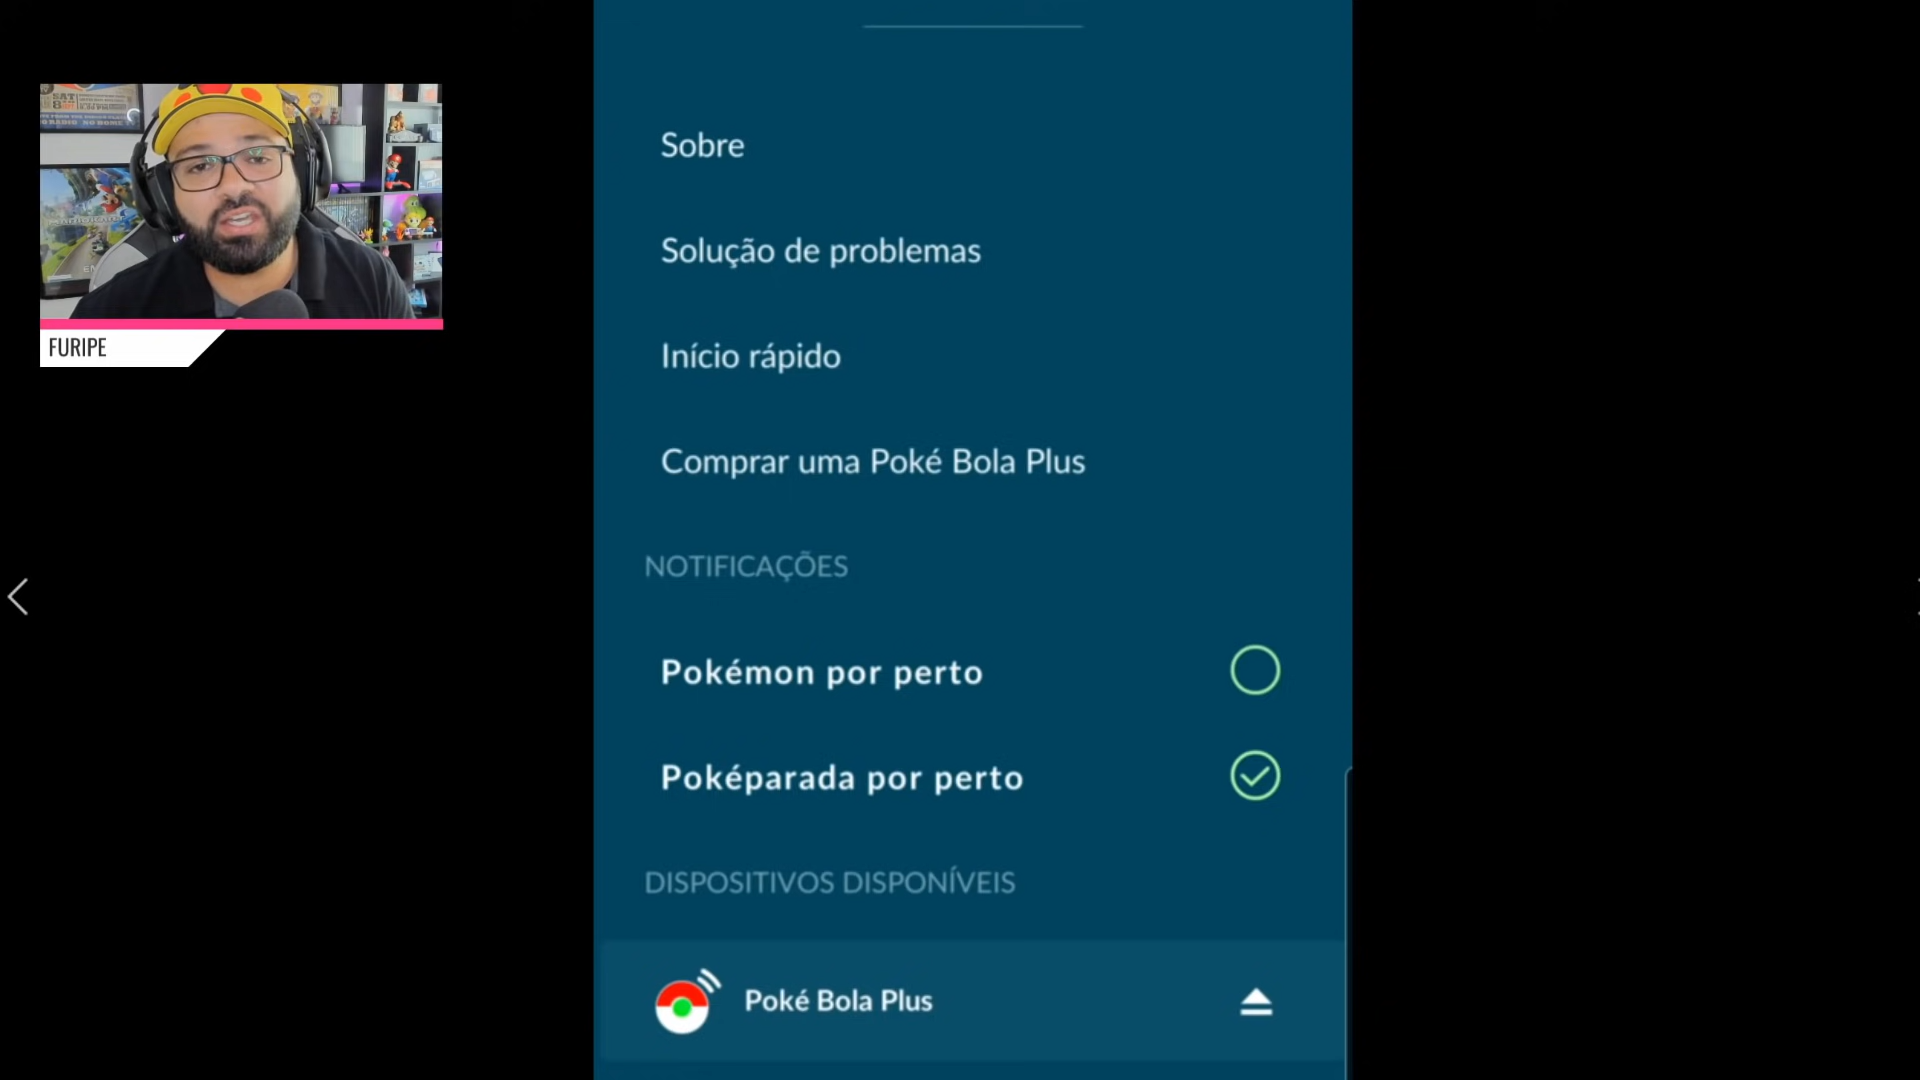 SAT
FURIPE
Sobre
Solução de problemas
Início rápido
Comprar uma Poké Bola Plus
NOTIFICAÇÕES
Pokémon por perto
Poképarada por perto
DISPOSITIVOS DISPONÍVEIS
Poké Bola Plus